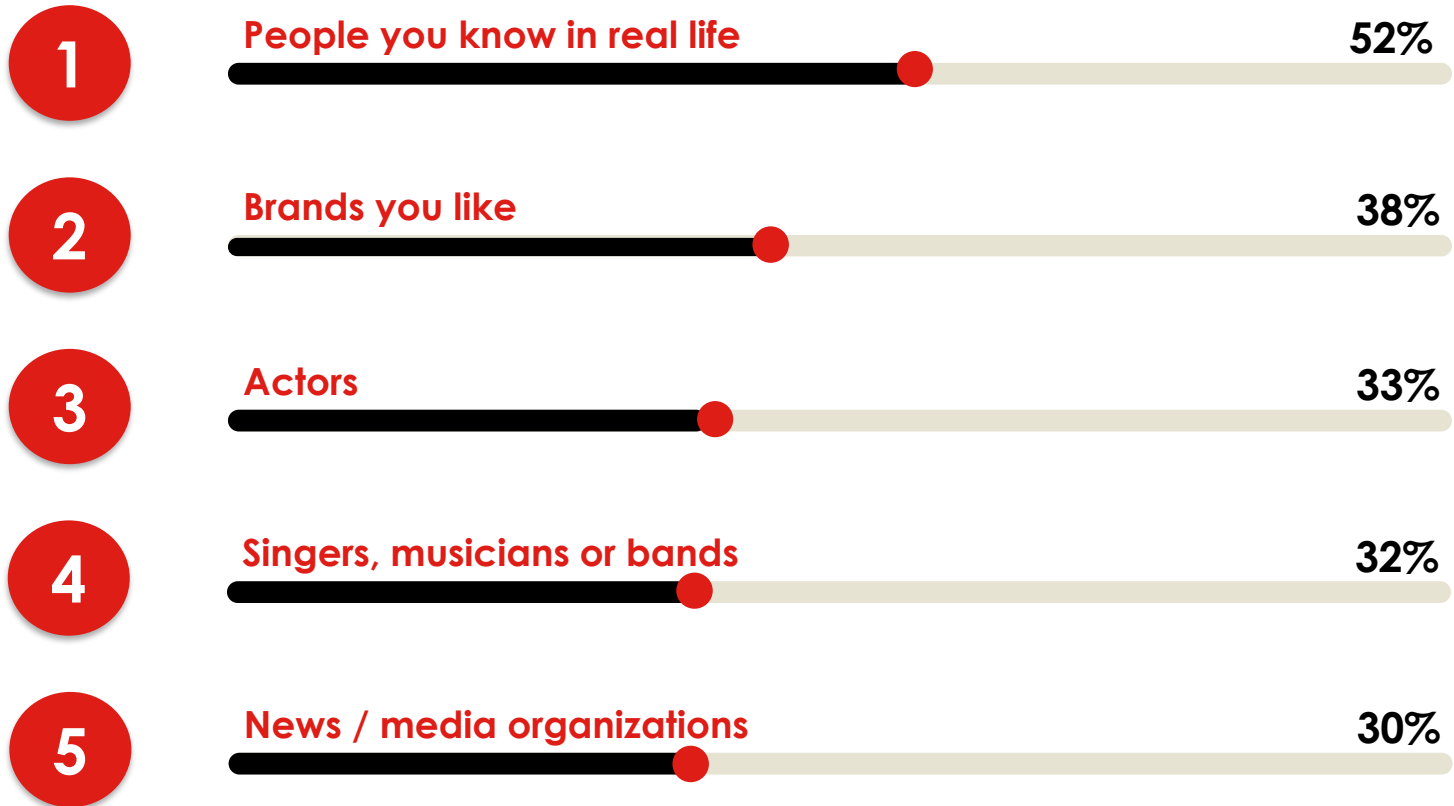 1
People you know in real life
52%
2
Brands you like
38%
3
Actors
33%
4
Singers, musicians or bands
32%
5
News / media organizations
30%